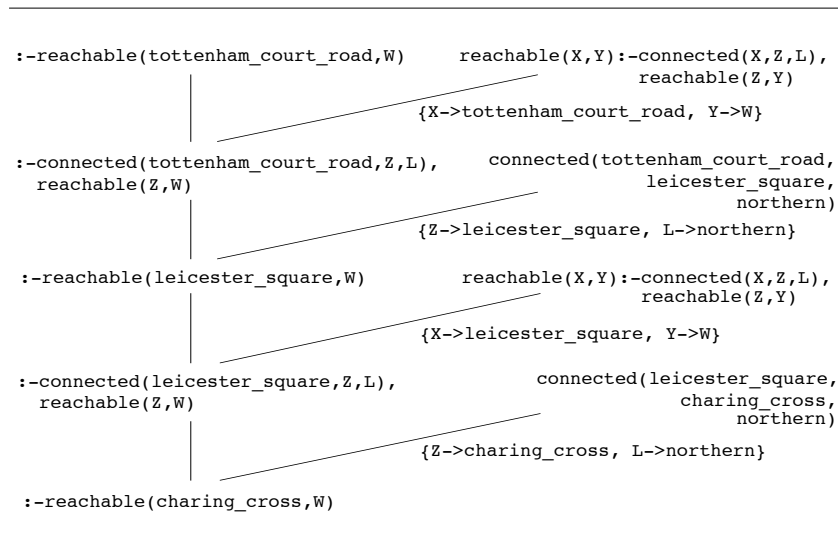 :-reachable(tottenham_court_road,W)
reachable(X,Y):-connected(X,Z,L),
reachable(Z,Y)
{X->tottenham_court_road, Y->W}
:-connected(tottenham_court_road,Z,L),
reachable(Z,W)
connected(tottenham_court_road,
leicester_square,
northern)
{Z->leicester_square, L->northern}
:-reachable(leicester_square,W)
reachable(X,Y):-connected(X,Z,L),
reachable(Z,Y)
{X->leicester_square, Y->W}
:-connected(leicester_square,Z,L),
reachable(Z,W)
connected(leicester_square,
charing_cross,
northern)
{Z->charing_cross, L->northern}
:-reachable(charing_cross,W)